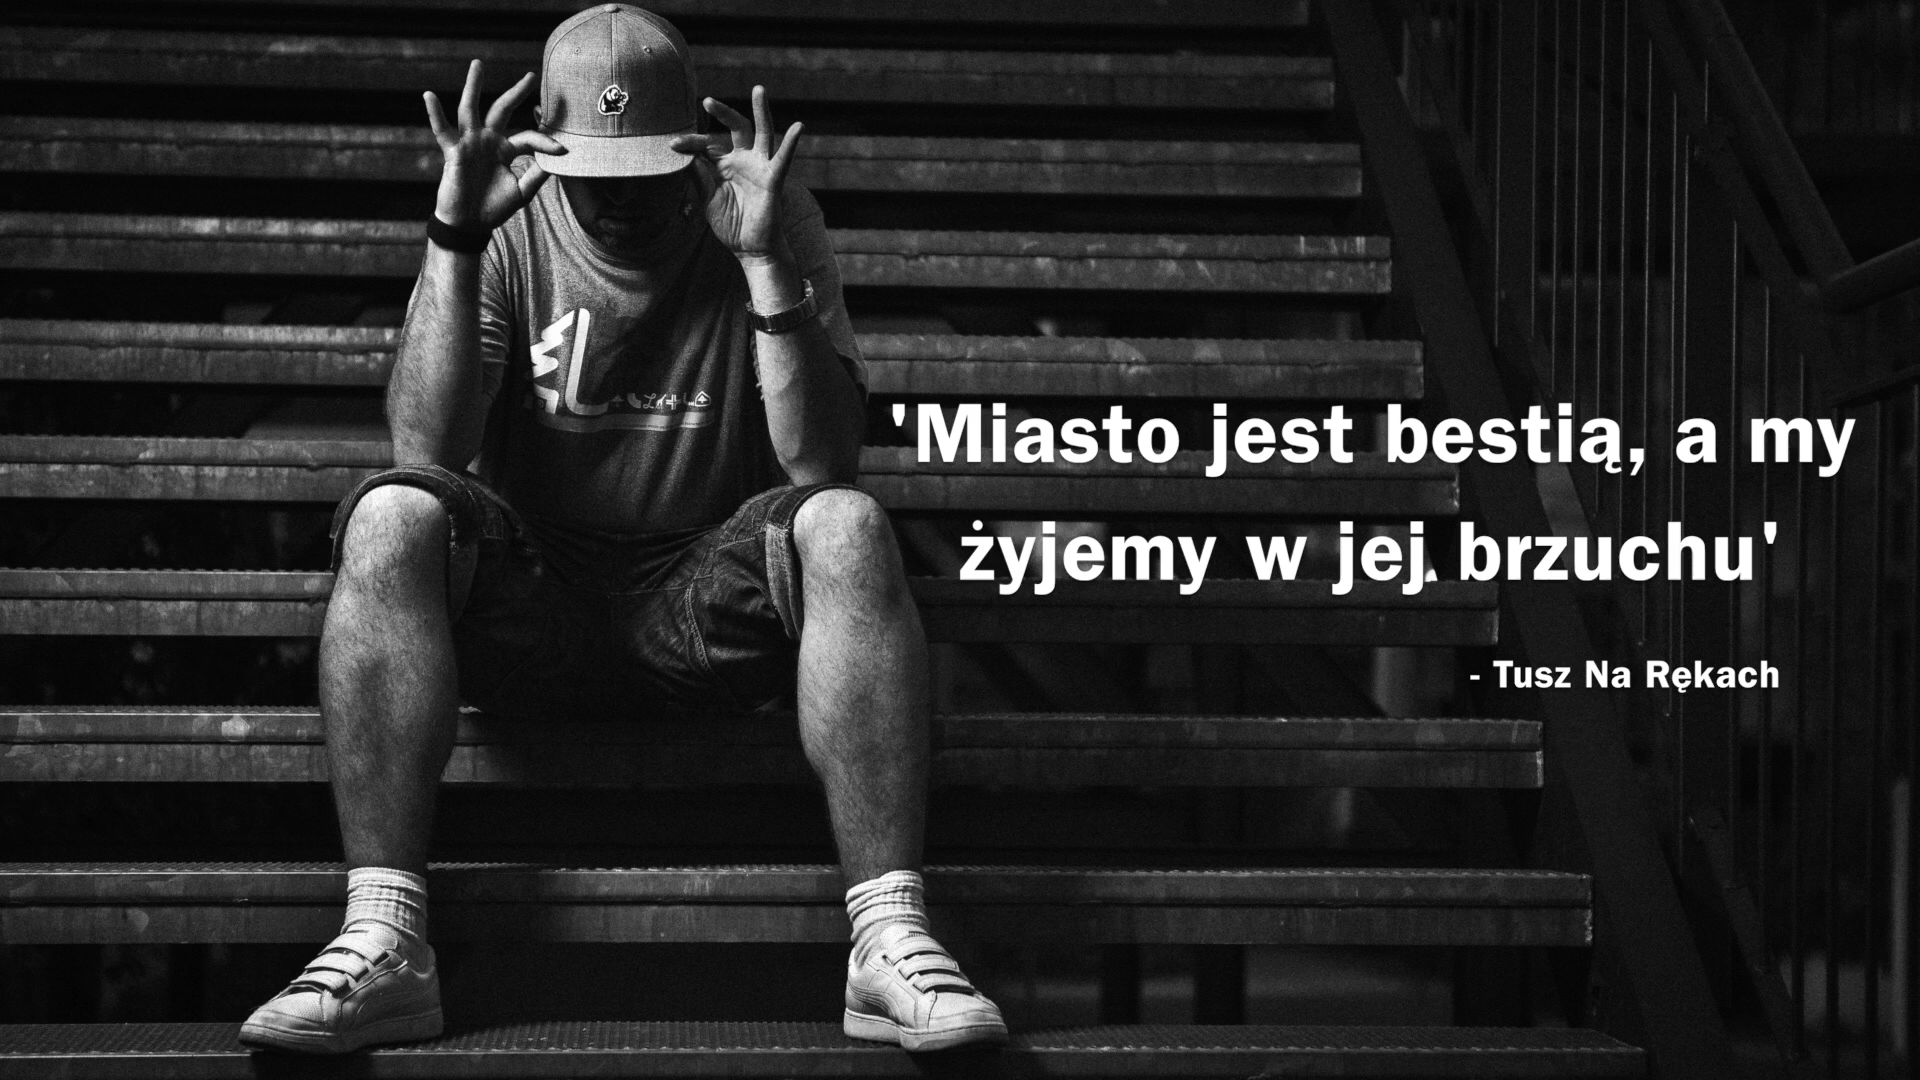 'Miasto jest bestią, a my
żyjemy w jej brzuchu'
- Tusz Na Rękach